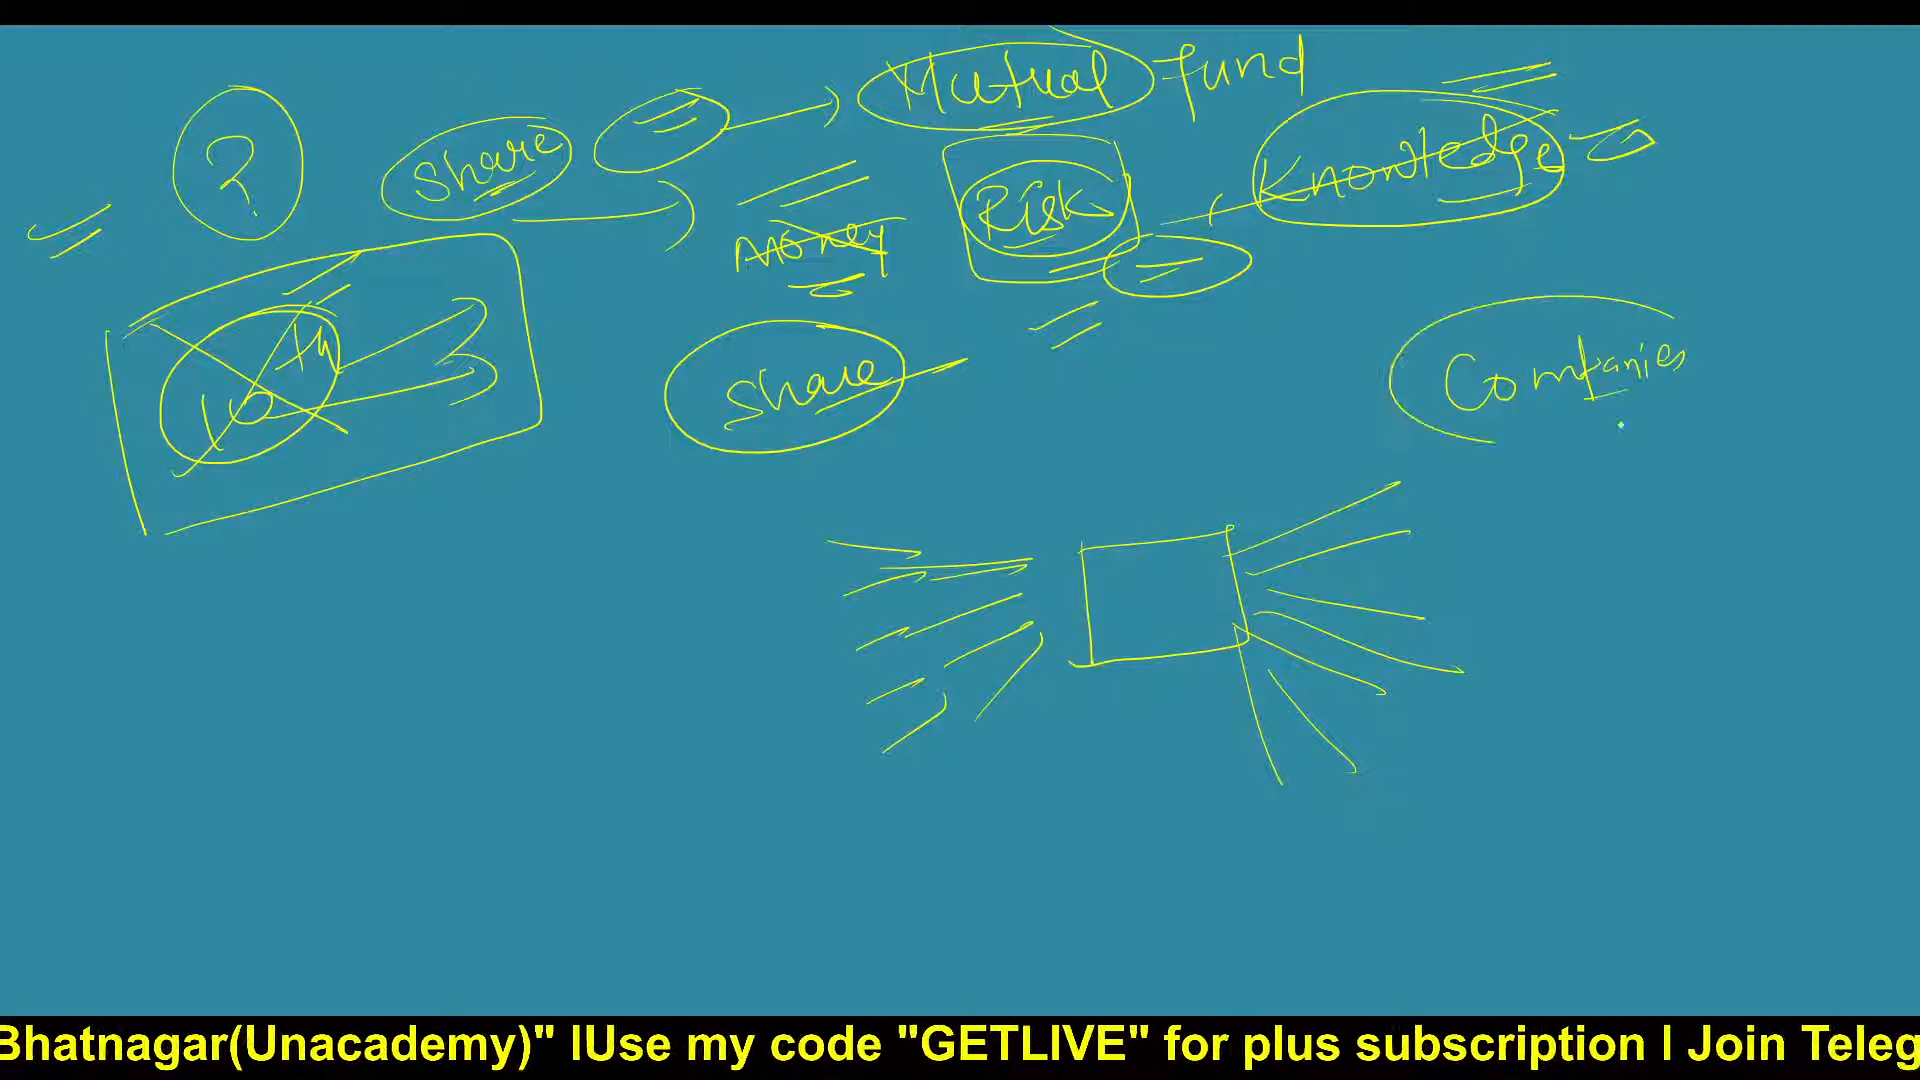 Mutual fund
?
Share
Knowledge
Risk
Money
10th
Share
Companies
Bhatnagar(Unacademy)" lUse my code "GETLIVE" for plus subscription l Join Teleg